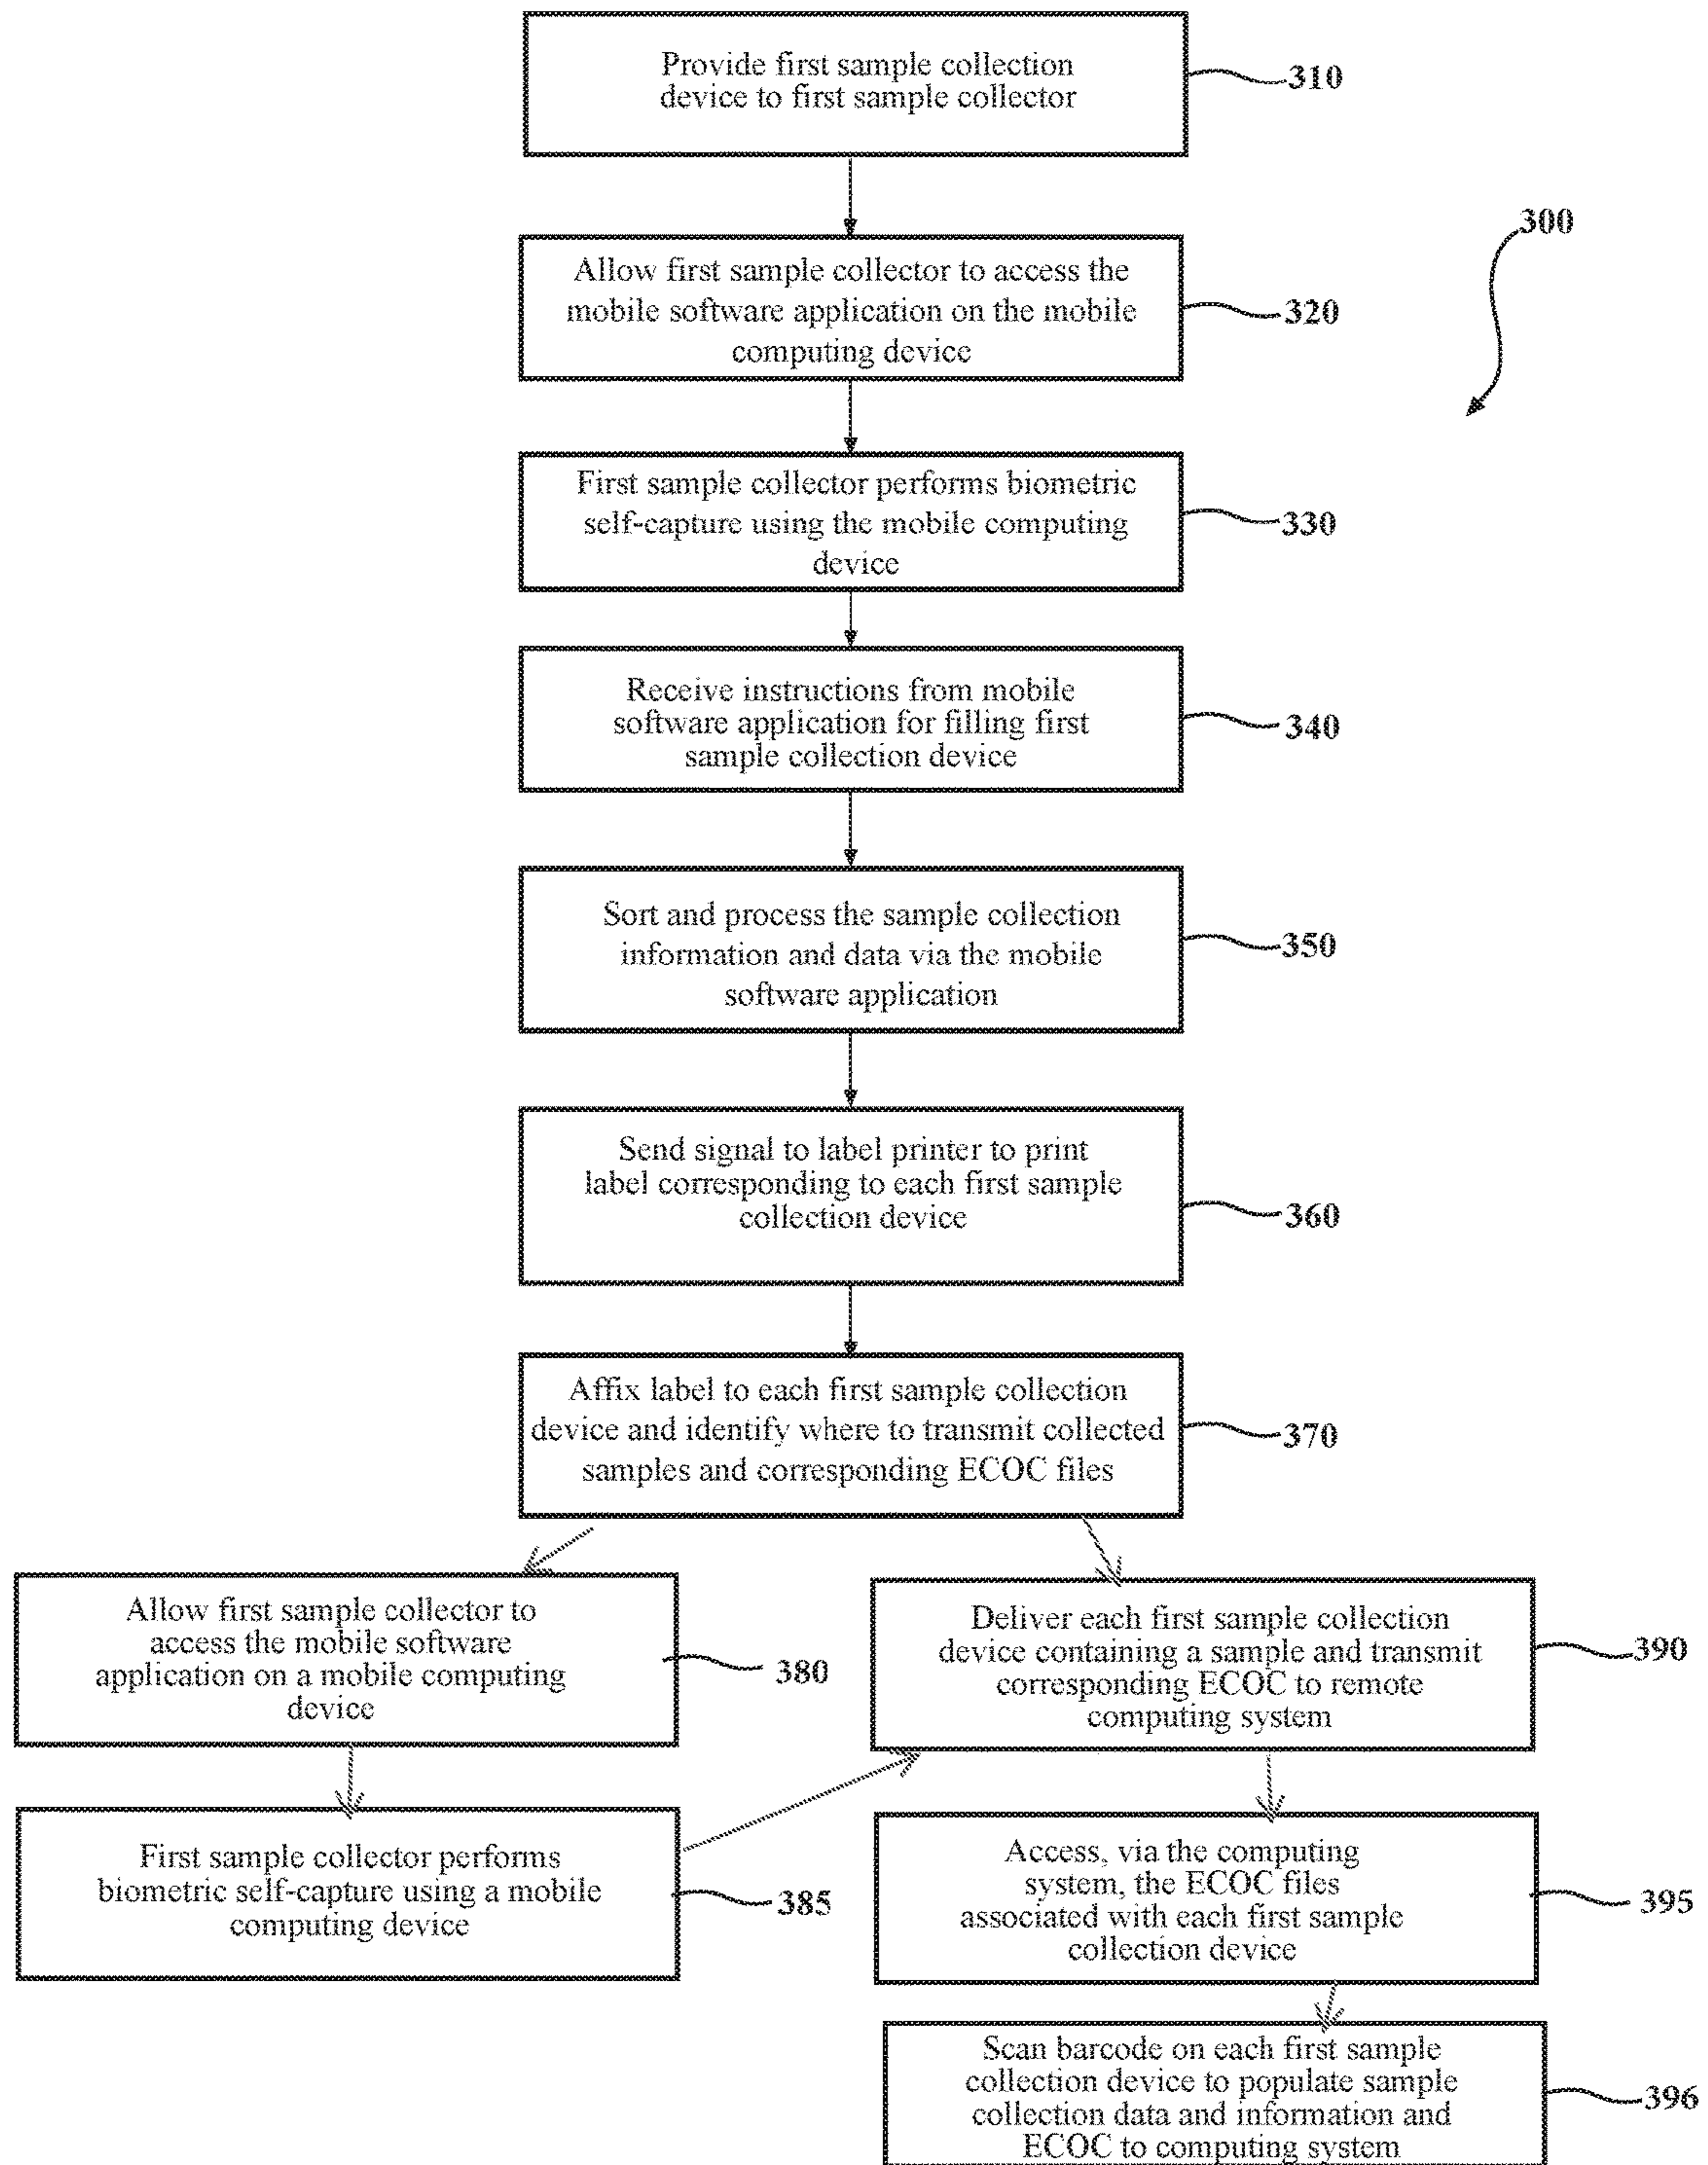 Provide first sample collection
device to first sample collector
310
300
Allow first sample collector to access the
mobile software application on the mobile
computing device
320
First sample collector performs biometric
self-capture using the mobile computing
device
330
Receive instructions from mobile
software application for filling first
sample collection device
340
Sort and process the sample collection
information and data via the mobile
software application
350
Send signal to label printer to print
label corresponding to each first sample
collection device
360
Affix label to each first sample collection
device and identify where to transmit collected
samples and corresponding ECOC files
370
Allow first sample collector to
access the mobile software
application on a mobile computing
device
380
Deliver each first sample collection
device containing a sample and transmit
corresponding ECOC to remote
computing system
390
First sample collector performs
biometric self-capture using a mobile
computing device
385
Access, via the computing
system, the ECOC files
associated with each first sample
collection device
395
Scan barcode on each first sample
collection device to populate sample
collection data and information and
ECOC to computing system
396